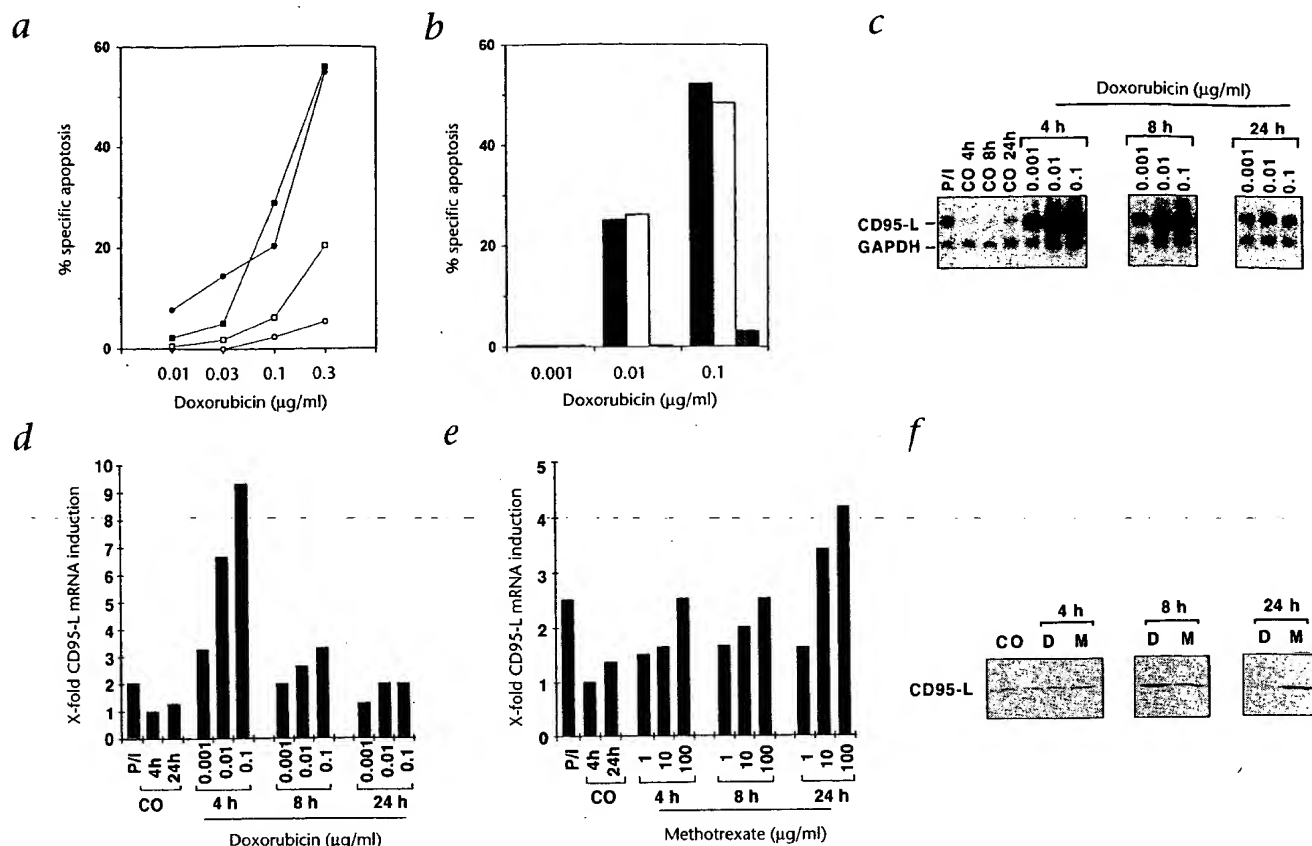 a
60
40
20
0
% specific apoptosis
0.01 0.03 0.1 0.3
Doxorubicin (µg/ml)
b
60
40
20
0
% specific apoptosis
0.001 0.01 0.1
Doxorubicin (µg/ml)
c
Doxorubicin (µg/ml)
4 h 8 h 24 h
P/I CO 4h CO 8h CO 24h 0.001 0.01 0.1 0.001 0.01 0.1 0.001 0.01 0.1
CD95-L
GAPDH
d
10
9
8
7
6
5
4
3
2
1
0
X-fold CD95-L mRNA induction
P/I 4h 24h 0.001 0.01 0.1 0.001 0.01 0.1 0.001 0.01 0.1
CO 4 h 8 h 24 h
Doxorubicin (µg/ml)
e
5
4
3
2
1
0
X-fold CD95-L mRNA induction
P/I 4h 24h 1 10 100 1 10 100 1 10 100
CO 4 h 8 h 24 h
Methotrexate (µg/ml)
f
4 h 8 h 24 h
CO D M D M D M
CD95-L